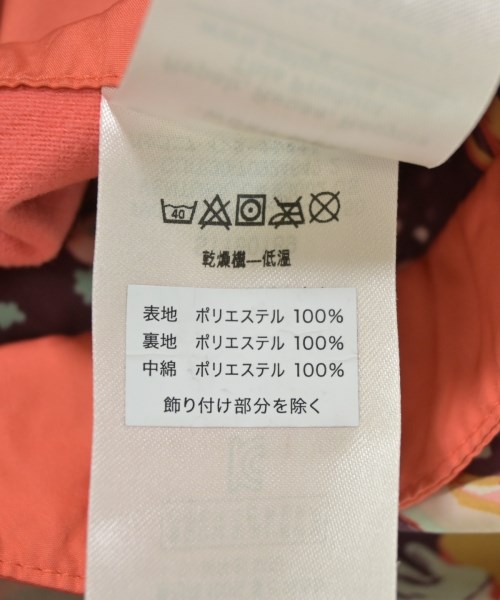 40
乾燥機—低温
表地 ポリエステル 100%
裏地 ポリエステル 100%
中綿 ポリエステル 100%
飾り付け部分を除く